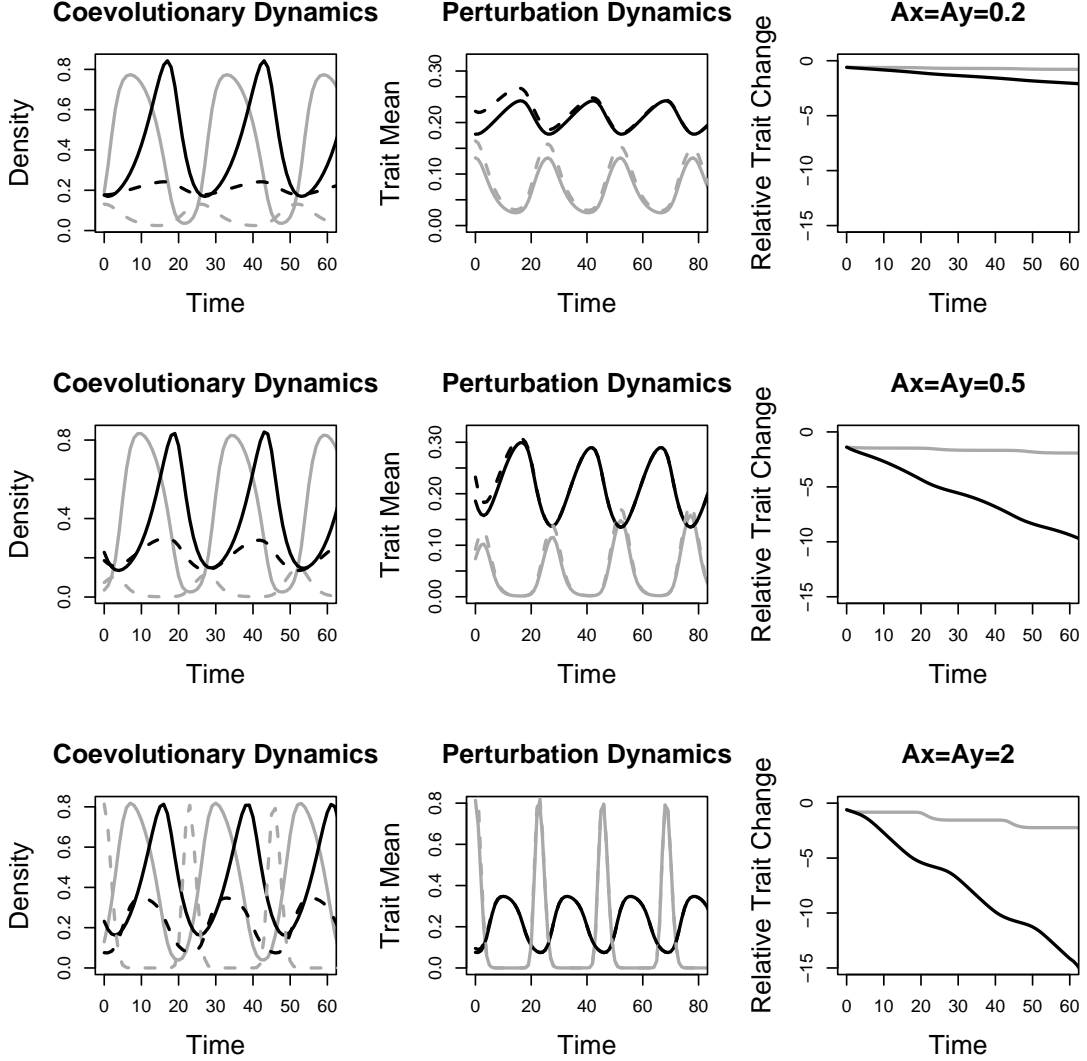 Coevolutionary Dynamics
Density
0.0 0.2 0.4 0.6 0.8
0 10 20 30 40 50 60
Time
Perturbation Dynamics
Trait Mean
0.00 0.10 0.20 0.30
0 20 40 60 80
Time
Ax=Ay=0.2
Relative Trait Change
−15 −10 −5 0
0 10 20 30 40 50 60
Time
Coevolutionary Dynamics
Density
0.0 0.4 0.8
0 10 20 30 40 50 60
Time
Perturbation Dynamics
Trait Mean
0.00 0.10 0.20 0.30
0 20 40 60 80
Time
Ax=Ay=0.5
Relative Trait Change
−15 −10 −5 0
0 10 20 30 40 50 60
Time
Coevolutionary Dynamics
Density
0.0 0.2 0.4 0.6 0.8
0 10 20 30 40 50 60
Time
Perturbation Dynamics
Trait Mean
0.0 0.2 0.4 0.6 0.8
0 20 40 60 80
Time
Ax=Ay=2
Relative Trait Change
−15 −10 −5 0
0 10 20 30 40 50 60
Time